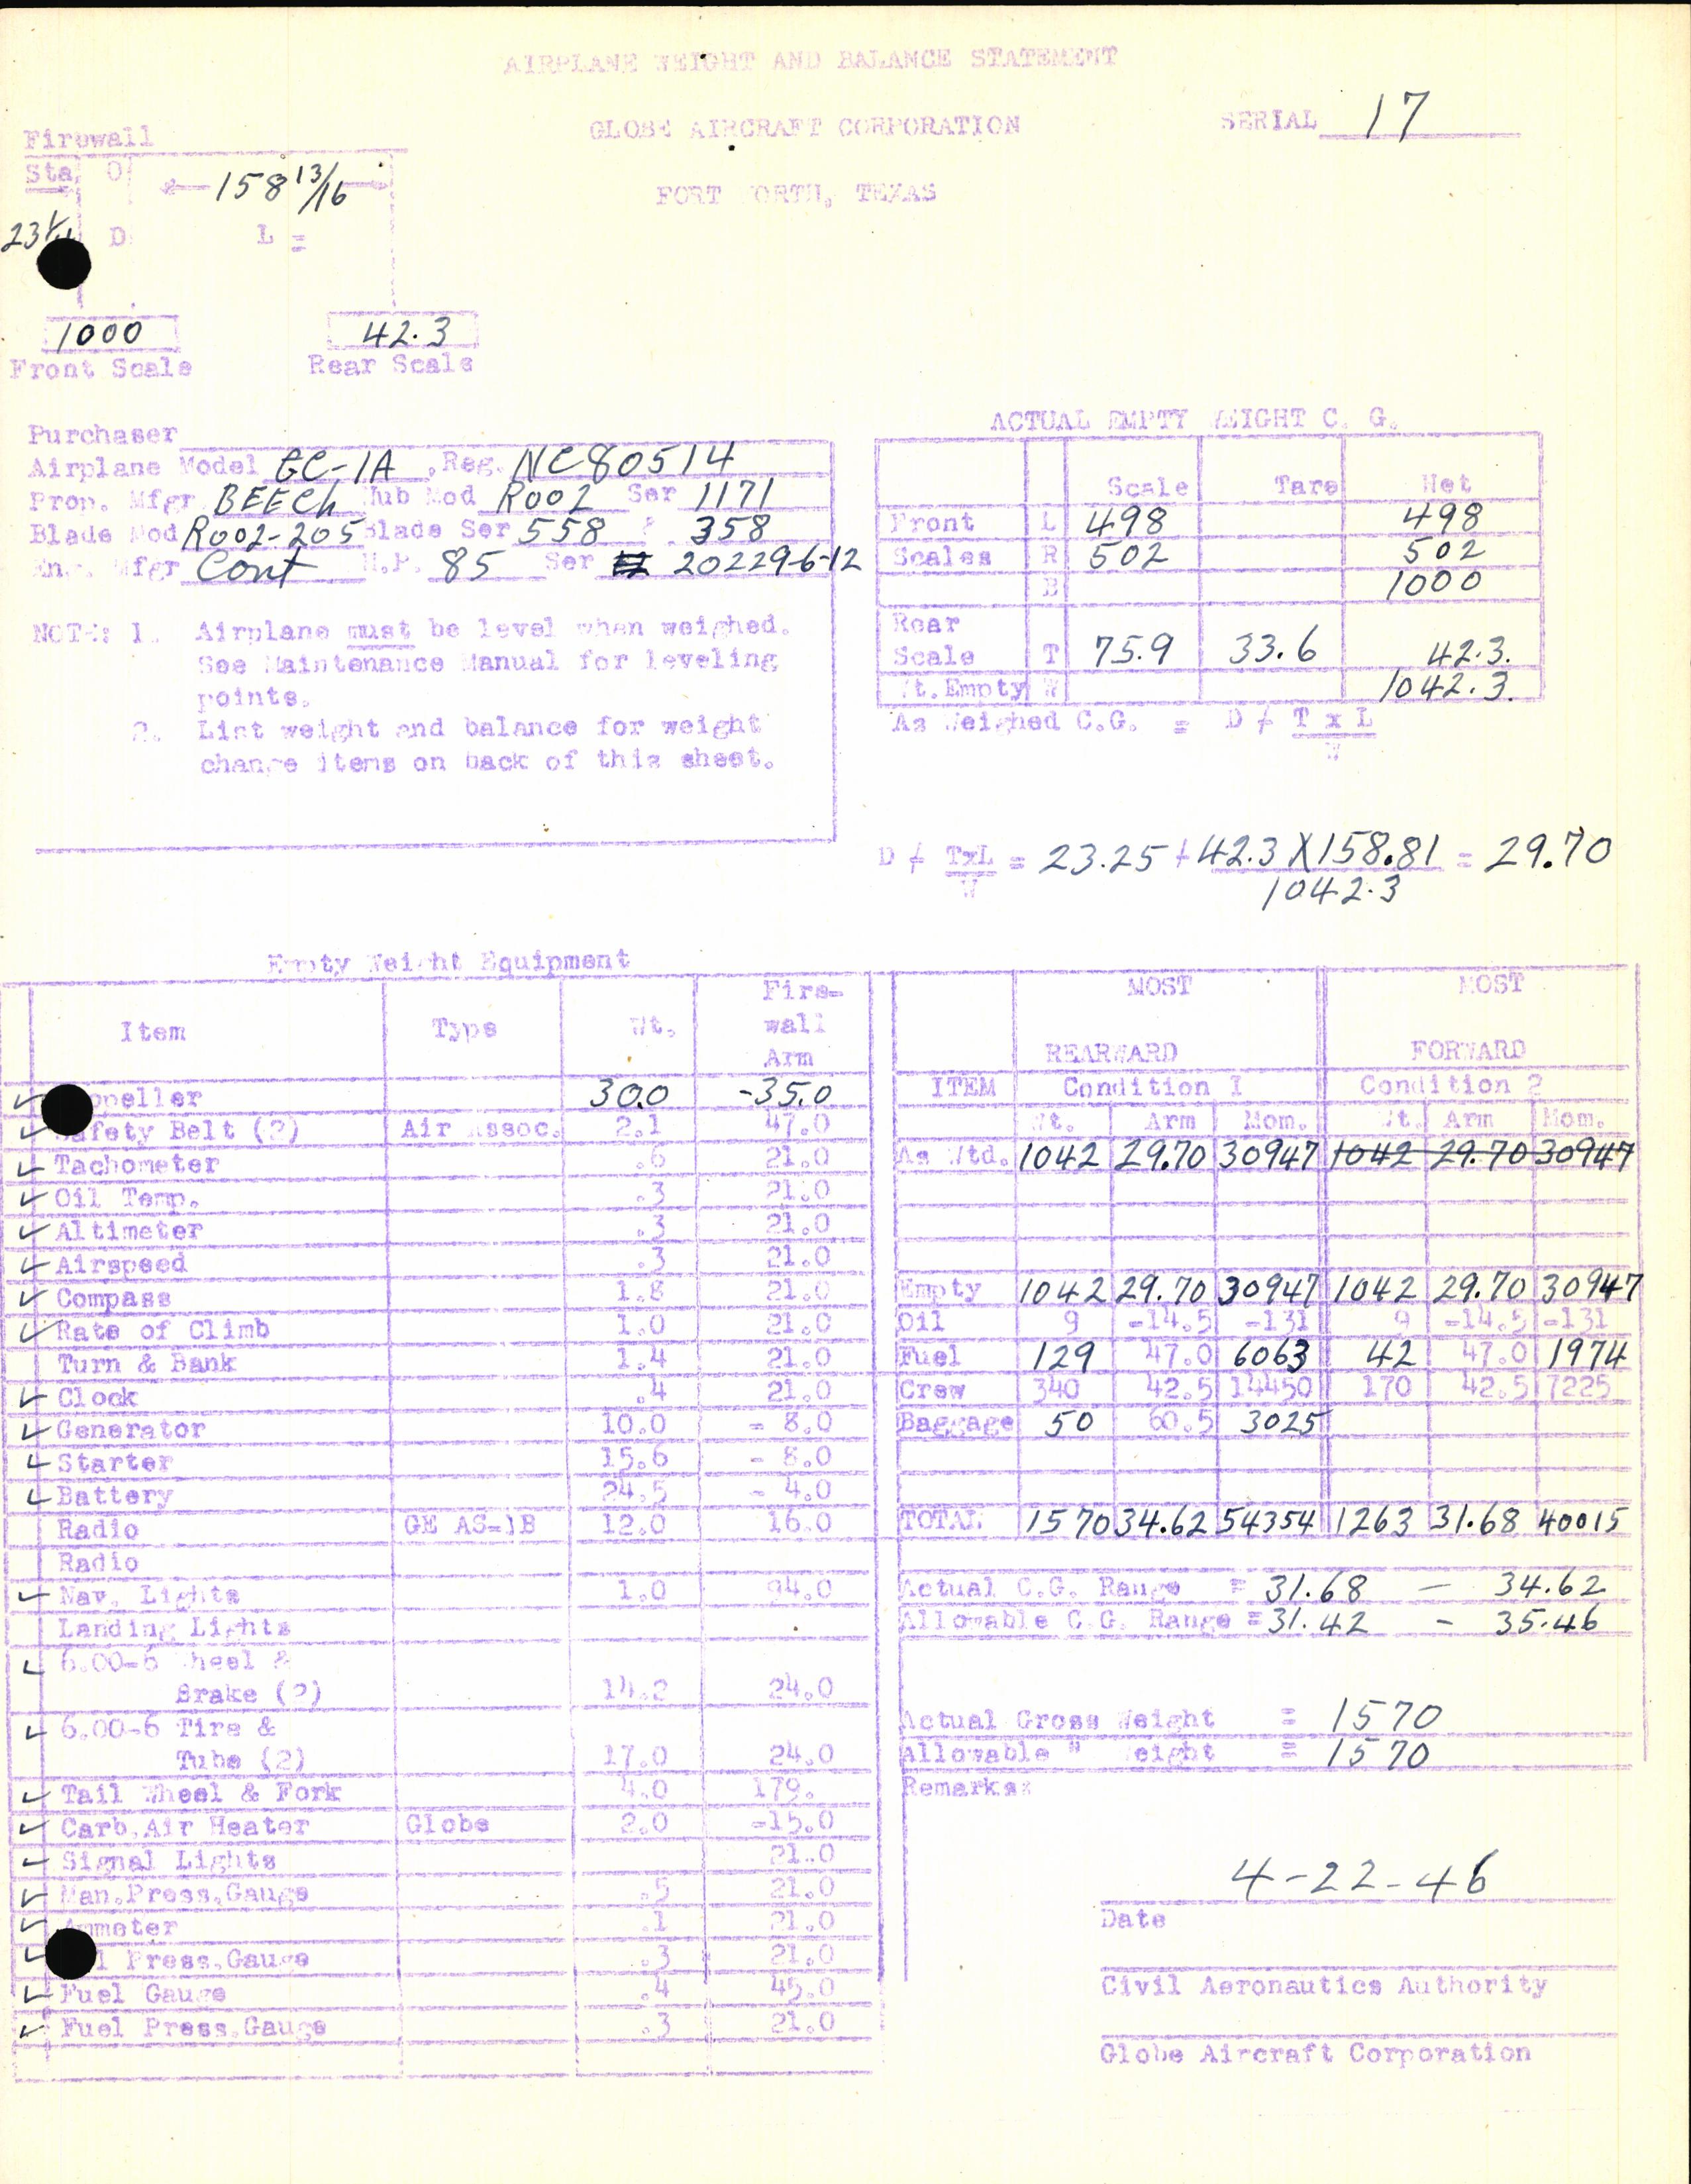 AIRPLANE WEIGHT AND BALANCE STATEMENT
GLOBE AIRCRAFT CORPORATION
SERIAL 17
FORT WORTH, TEXAS
Firewall
Sta. 0
158 13/16
23 1/4
D
L =
1000
42.3
Front Scale
Rear Scale
Purchaser
Airplane Model GC-1A , Reg. NC80514
Prop. Mfgr BEECH Hub Mod R002 Ser 1171
Blade Mod R002-205 Blade Ser 558 & 358
Eng. Mfgr Cont H.P. 85 Ser 20229-6-12
NOTE: 1. Airplane must be level when weighed.
See Maintenance Manual for leveling
points.
2. List weight and balance for weight
change items on back of this sheet.
ACTUAL EMPTY WEIGHT C. G.
Scale Tare Net
Front L 498 498
Scales R 502 502
B 1000
Rear
Scale T 75.9 33.6 42.3.
Wt. Empty W 1042.3.
As Weighed C.G. = D + T x L
W
D + TxL = 23.25 + 42.3 X 158.81 = 29.70
W 1042.3
Empty Weight Equipment
Item Type Wt. Fire-
wall
Arm
✓ peller 30.0 -35.0
✓ Safety Belt (2) Air Assoc. 2.1 47.0
✓ Tachometer .6 21.0
✓ Oil Temp. .3 21.0
✓ Altimeter .3 21.0
✓ Airspeed .3 21.0
✓ Compass 1.8 21.0
✓ Rate of Climb 1.0 21.0
Turn & Bank 1.4 21.0
✓ Clock .4 21.0
✓ Generator 10.0 - 8.0
✓ Starter 15.6 - 8.0
✓ Battery 24.5 - 4.0
Radio GE AS-1B 12.0 16.0
Radio
✓ Nav. Lights 1.0 94.0
Landing Lights
✓ 6.00-6 Wheel &
Brake (2) 14.2 24.0
✓ 6.00-6 Tire &
Tube (2) 17.0 24.0
✓ Tail Wheel & Fork 4.0 179.
✓ Carb. Air Heater Globe 2.0 -15.0
✓ Signal Lights 21.0
✓ Man. Press. Gauge .5 21.0
✓ Ammeter .1 21.0
✓ l Press. Gauge .3 21.0
✓ Fuel Gauge .4 45.0
✓ Fuel Press. Gauge .3 21.0
MOST MOST
REARWARD FORWARD
ITEM Condition 1 Condition 2
Wt. Arm Mom. Wt. Arm Mom.
As Wtd. 1042 29.70 30947 1042 29.70 30947
Empty 1042 29.70 30947 1042 29.70 30947
Oil 9 -14.5 -131 9 -14.5 -131
Fuel 129 47.0 6063 42 47.0 1974
Crew 340 42.5 14450 170 42.5 7225
Baggage 50 60.5 3025
TOTAL 1570 34.62 54354 1263 31.68 40015
Actual C.G. Range = 31.68 - 34.62
Allowable C.G. Range = 31.42 - 35.46
Actual Gross Weight = 1570
Allowable " Weight = 1570
Remarks:
4-22-46
Date
Civil Aeronautics Authority
Globe Aircraft Corporation